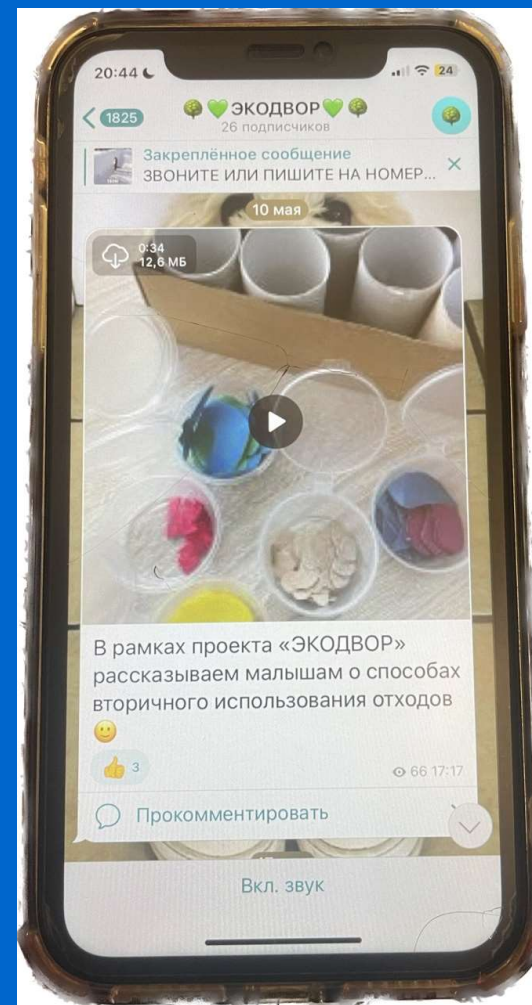 20:44
24
1825
ЭКОДВОР
26 подписчиков
Закреплённое сообщение
ЗВОНИТЕ ИЛИ ПИШИТЕ НА НОМЕР...
10 мая
0:34
12,6 МБ
В рамках проекта «ЭКОДВОР»
рассказываем малышам о способах
вторичного использования отходов
3
66 17:17
Прокомментировать
Вкл. звук